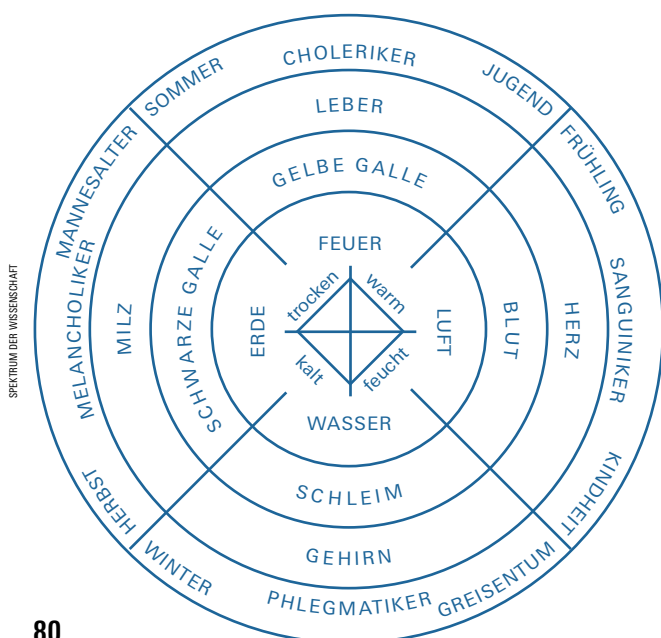 CHOLERIKER
SOMMER
JUGEND
LEBER
GELBE GALLE
FEUER
MANNESALTER
MELANCHOLIKER
HERBST
MILZ
SCHWARZE GALLE
ERDE
trocken
warm
kalt
feucht
LUFT
BLUT
HERZ
FRÜHLING
SANGUINIKER
KINDHEIT
WASSER
SCHLEIM
GEHIRN
WINTER
PHLEGMATIKER
GREISENTUM
SPEKTRUM DER WISSENSCHAFT
80